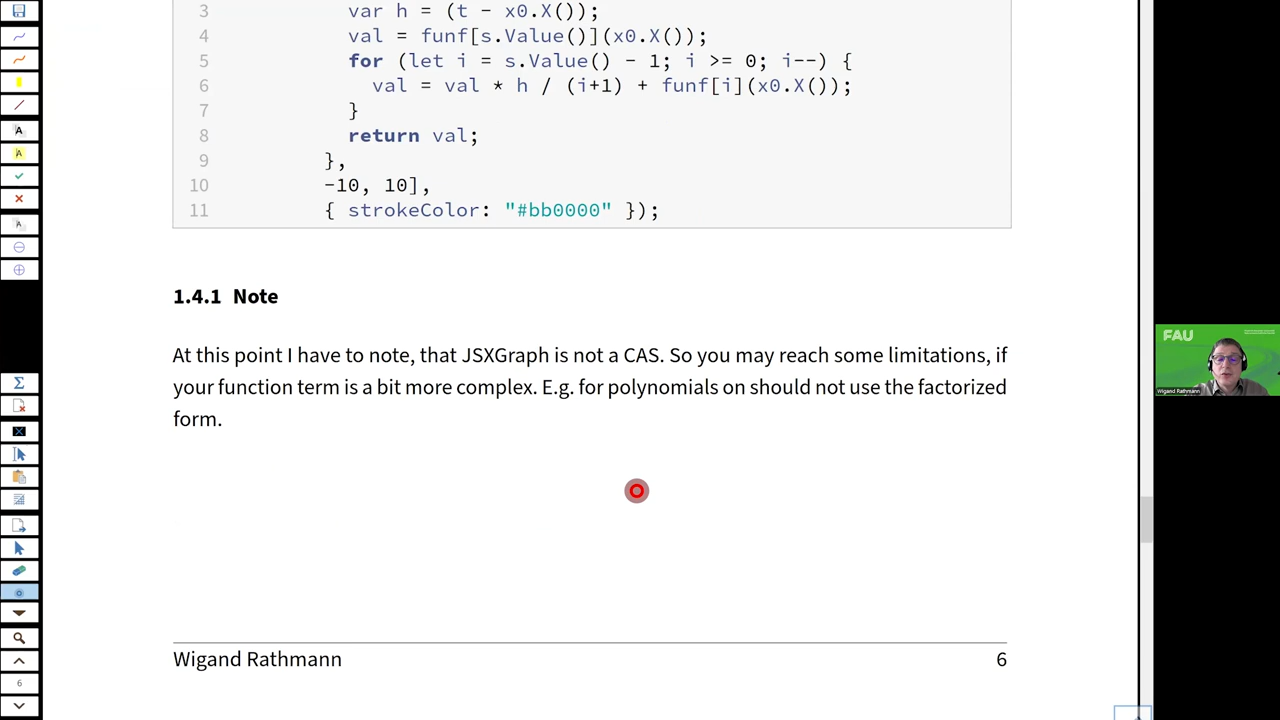 3 var h = (t - x0.X());
4 val = funf[s.Value()](x0.X());
5 for (let i = s.Value() - 1; i >= 0; i--) {
6 val = val * h / (i+1) + funf[i](x0.X());
7 }
8 return val;
9 },
10 -10, 10],
11 { strokeColor: "#bb0000" });
1.4.1 Note
At this point I have to note, that JSXGraph is not a CAS. So you may reach some limitations, if
your function term is a bit more complex. E.g. for polynomials on should not use the factorized
form.
Wigand Rathmann 6
FAU
Wigand Rathmann
A
A
A
Σ
6